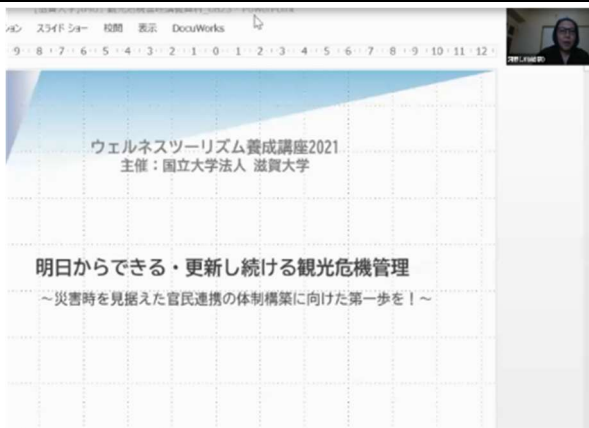 スライド ショー 校閲 表示 DocuWorks
9 8 7 6 5 4 3 2 1 0 1 2 3 4 5 6 7 8 9 10 11 12
ウェルネスツーリズム養成講座2021
主催：国立大学法人 滋賀大学
明日からできる・更新し続ける観光危機管理
～災害時を見据えた官民連携の体制構築に向けた第一歩を！～